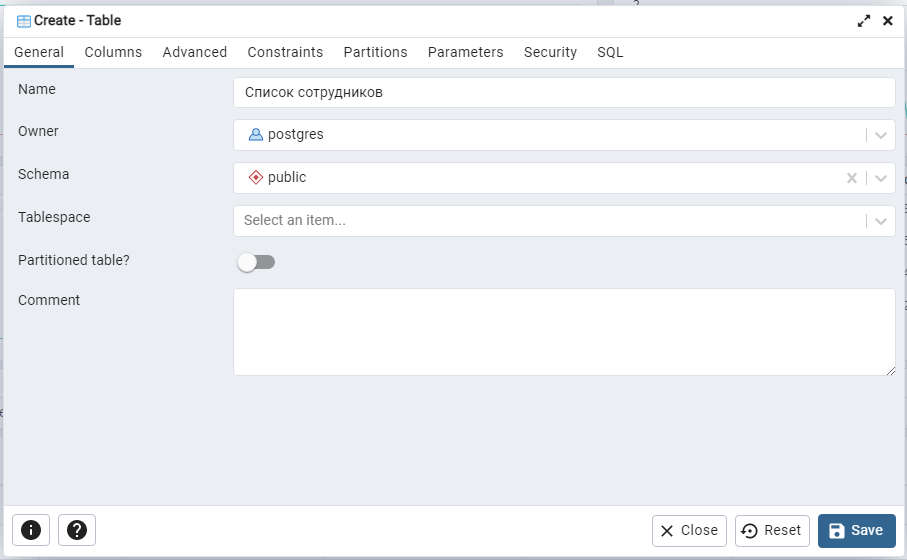 Create - Table
General Columns Advanced Constraints Partitions Parameters Security SQL
Name Список сотрудников
Owner postgres
Schema public
Tablespace Select an item...
Partitioned table?
Comment
Close Reset Save